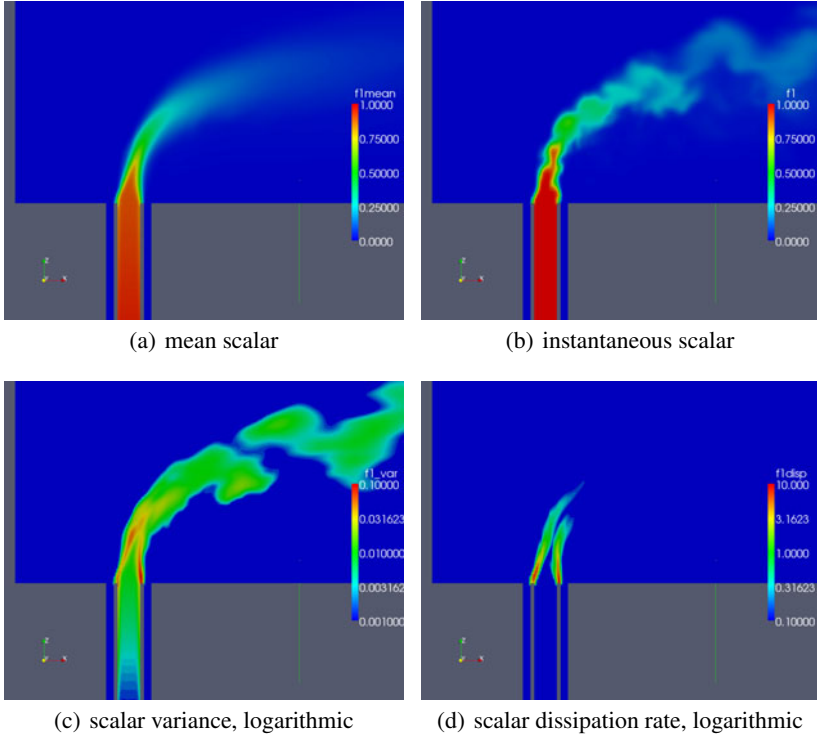 f1mean
1.0000
0.75000
0.50000
0.25000
0.0000
Z
Y
X
(a) mean scalar
f1
1.0000
0.75000
0.50000
0.25000
0.0000
Z
Y
X
(b) instantaneous scalar
f1_var
0.10000
0.031623
0.010000
0.003162
0.001000
Z
Y
X
(c) scalar variance, logarithmic
f1disp
10.000
3.1623
1.0000
0.31623
0.10000
Z
Y
X
(d) scalar dissipation rate, logarithmic